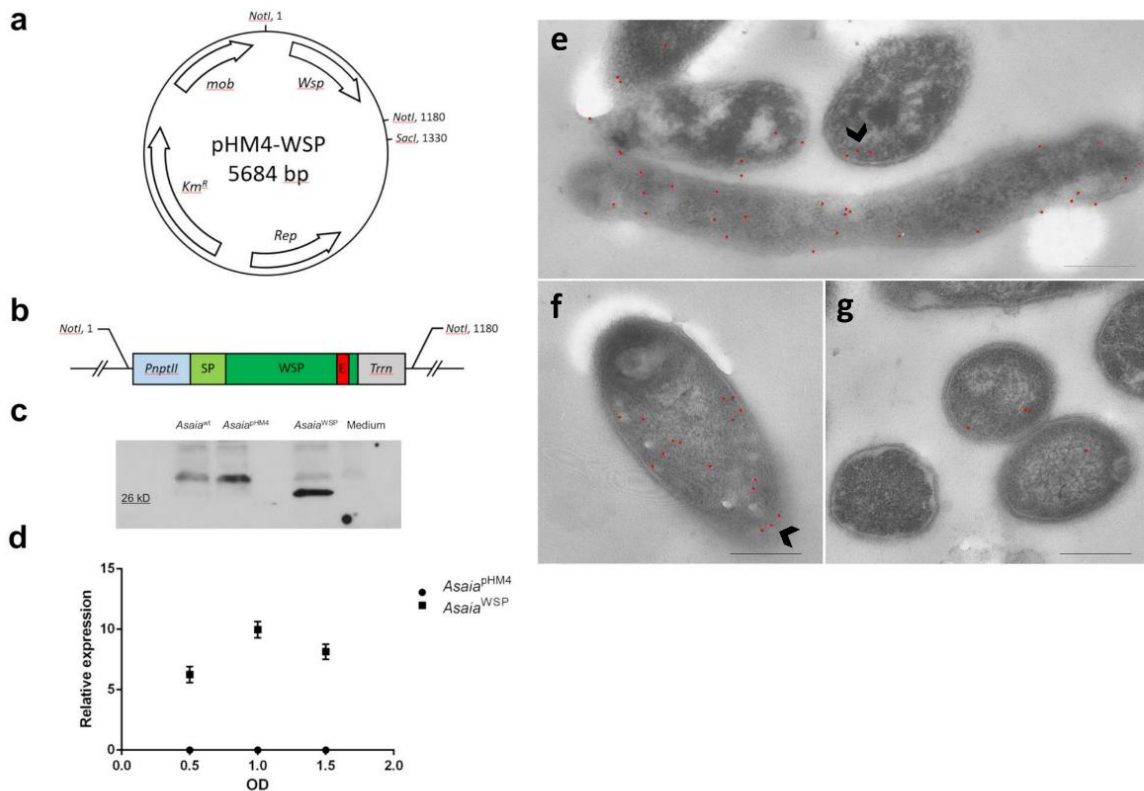 a
NotI, 1
mob
Wsp
NotI, 1180
SacI, 1330
pHM4-WSP
5684 bp
KmR
Rep
b
NotI, 1
NotI, 1180
PnptII
SP
WSP
E
Trrn
c
Asaiawt
AsaiapHM4
AsaiaWSP
Medium
26 kD
d
15
10
5
0
0.0
0.5
1.0
1.5
2.0
Relative expression
OD
AsaiapHM4
AsaiaWSP
e
f
g